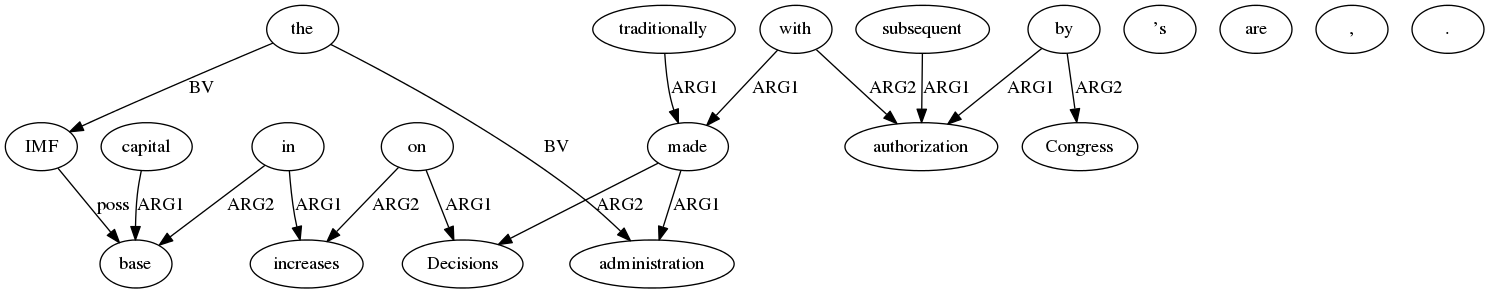 the traditionally with subsequent by 's are , .
BV ARG1 ARG1 ARG2 ARG1 ARG1 ARG2
IMF capital in on made authorization Congress
BV
poss ARG1 ARG2 ARG1 ARG2 ARG1 ARG2 ARG1
base increases Decisions administration